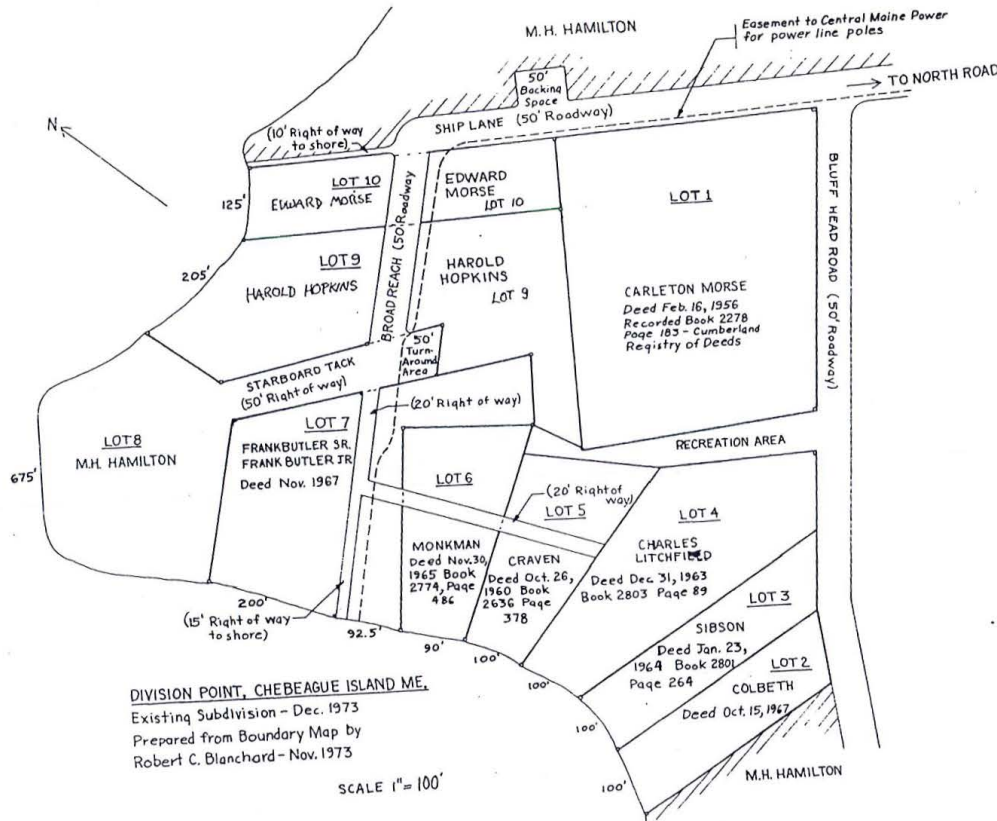 M.H. HAMILTON
Easement to Central Maine Power
for power line poles
50'
Backing
Space
TO NORTH ROAD
N
(10' Right of way
to shore)
SHIP LANE (50' Roadway)
LOT 10
EDWARD MORSE
125'
EDWARD
MORSE
LOT 10
LOT 1
BLUFF HEAD ROAD (50' Roadway)
BROAD REACH (50' Roadway)
205'
LOT 9
HAROLD HOPKINS
HAROLD
HOPKINS
LOT 9
CARLETON MORSE
Deed Feb. 16, 1956
Recorded Book 2278
Page 183 - Cumberland
Registry of Deeds
50'
Turn-
Around
Area
STARBOARD TACK
(50' Right of way)
(20' Right of way)
LOT 8
M.H. HAMILTON
675'
LOT 7
FRANK BUTLER SR.
FRANK BUTLER JR
Deed Nov. 1967
RECREATION AREA
LOT 6
(20' Right of
way)
LOT 5
LOT 4
MONKMAN
Deed Nov. 30,
1965 Book
2774, Page
486
CRAVEN
Deed Oct. 26,
1960 Book
2636 Page
378
CHARLES
LITCHFIELD
Deed Dec. 31, 1963
Book 2803 Page 89
LOT 3
SIBSON
Deed Jan. 23,
1964 Book 2801
Page 264
LOT 2
COLBETH
Deed Oct. 15, 1967
200'
(15' Right of way
to shore)
92.5'
90'
100'
100'
100'
100'
M.H. HAMILTON
DIVISION POINT, CHEBEAGUE ISLAND ME.
Existing Subdivision - Dec. 1973
Prepared from Boundary Map by
Robert C. Blanchard - Nov. 1973
SCALE 1" = 100'